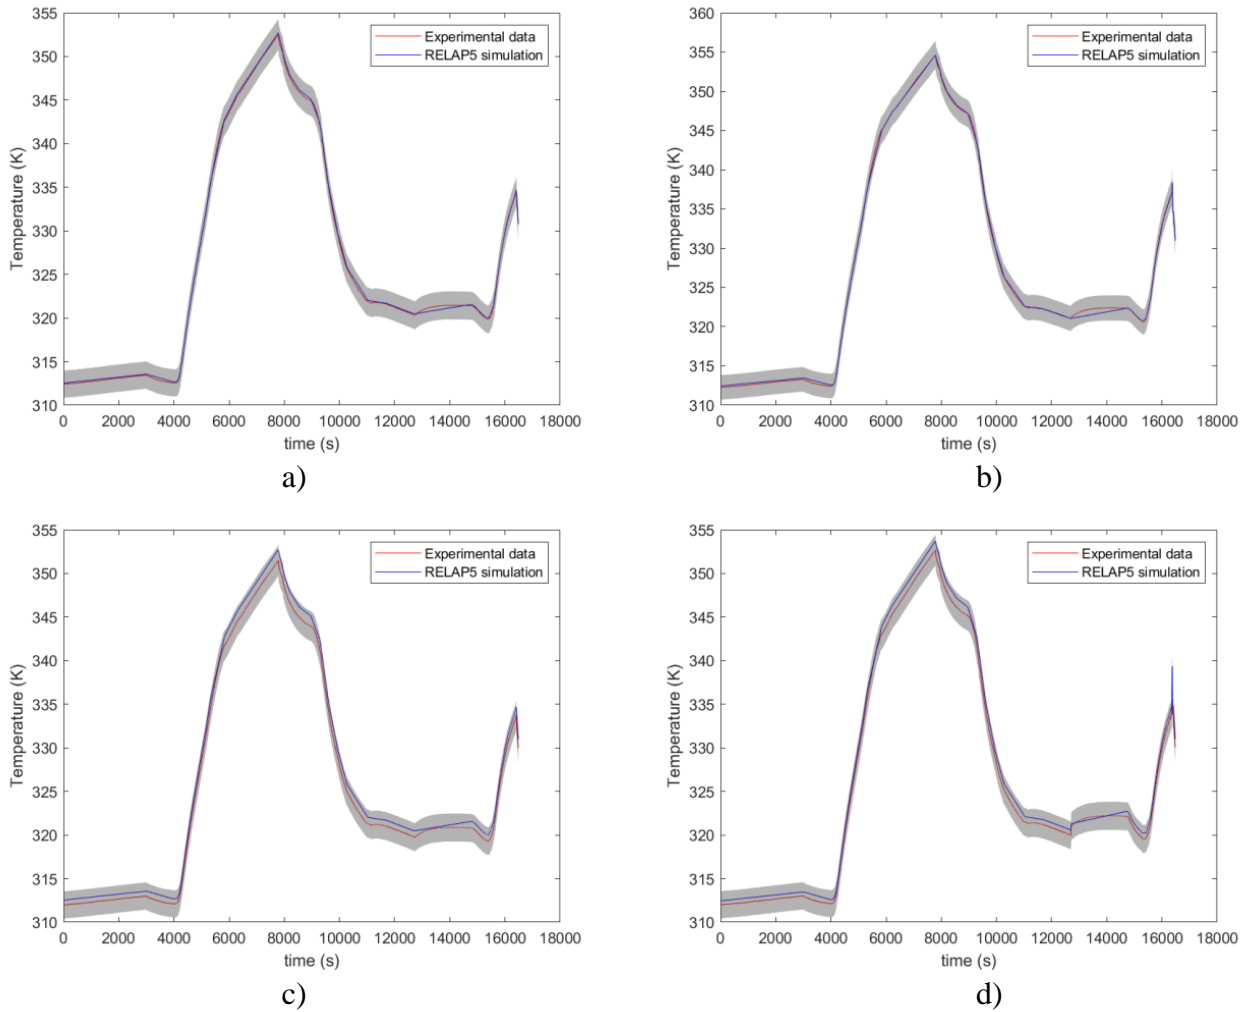 355
350
345
340
335
330
325
320
315
310
Temperature (K)
Experimental data
RELAP5 simulation
0 2000 4000 6000 8000 10000 12000 14000 16000 18000
time (s)
a)
360
355
350
345
340
335
330
325
320
315
310
Temperature (K)
Experimental data
RELAP5 simulation
0 2000 4000 6000 8000 10000 12000 14000 16000 18000
time (s)
b)
355
350
345
340
335
330
325
320
315
310
Temperature (K)
Experimental data
RELAP5 simulation
0 2000 4000 6000 8000 10000 12000 14000 16000 18000
time (s)
c)
355
350
345
340
335
330
325
320
315
310
Temperature (K)
Experimental data
RELAP5 simulation
0 2000 4000 6000 8000 10000 12000 14000 16000 18000
time (s)
d)